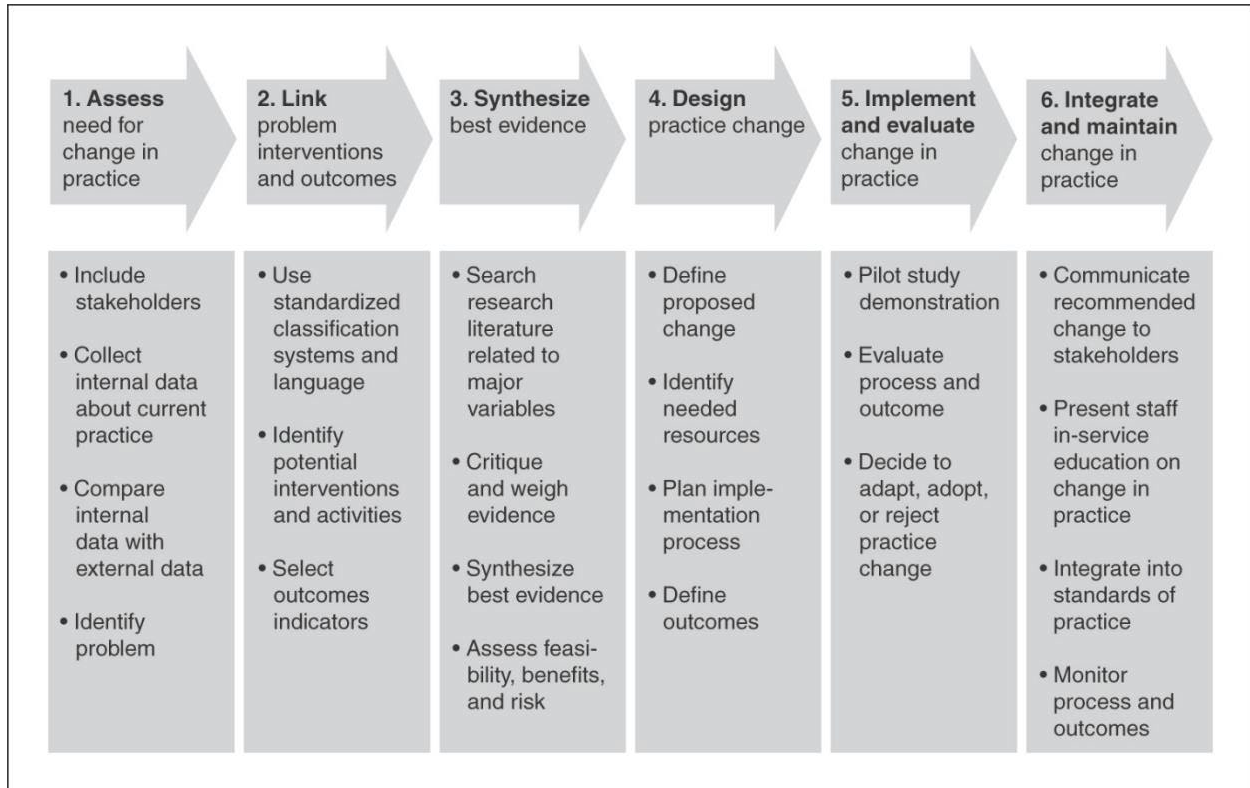 1. Assess
need for
change in
practice
2. Link
problem
interventions
and outcomes
3. Synthesize
best evidence
4. Design
practice change
5. Implement
and evaluate
change in
practice
6. Integrate
and maintain
change in
practice
• Include
stakeholders
• Collect
internal data
about current
practice
• Compare
internal
data with
external data
• Identify
problem
• Use
standardized
classification
systems and
language
• Identify
potential
interventions
and activities
• Select
outcomes
indicators
• Search
research
literature
related to
major
variables
• Critique
and weigh
evidence
• Synthesize
best evidence
• Assess feasi-
bility, benefits,
and risk
• Define
proposed
change
• Identify
needed
resources
• Plan imple-
mentation
process
• Define
outcomes
• Pilot study
demonstration
• Evaluate
process and
outcome
• Decide to
adapt, adopt,
or reject
practice
change
• Communicate
recommended
change to
stakeholders
• Present staff
in-service
education on
change in
practice
• Integrate into
standards of
practice
• Monitor
process and
outcomes